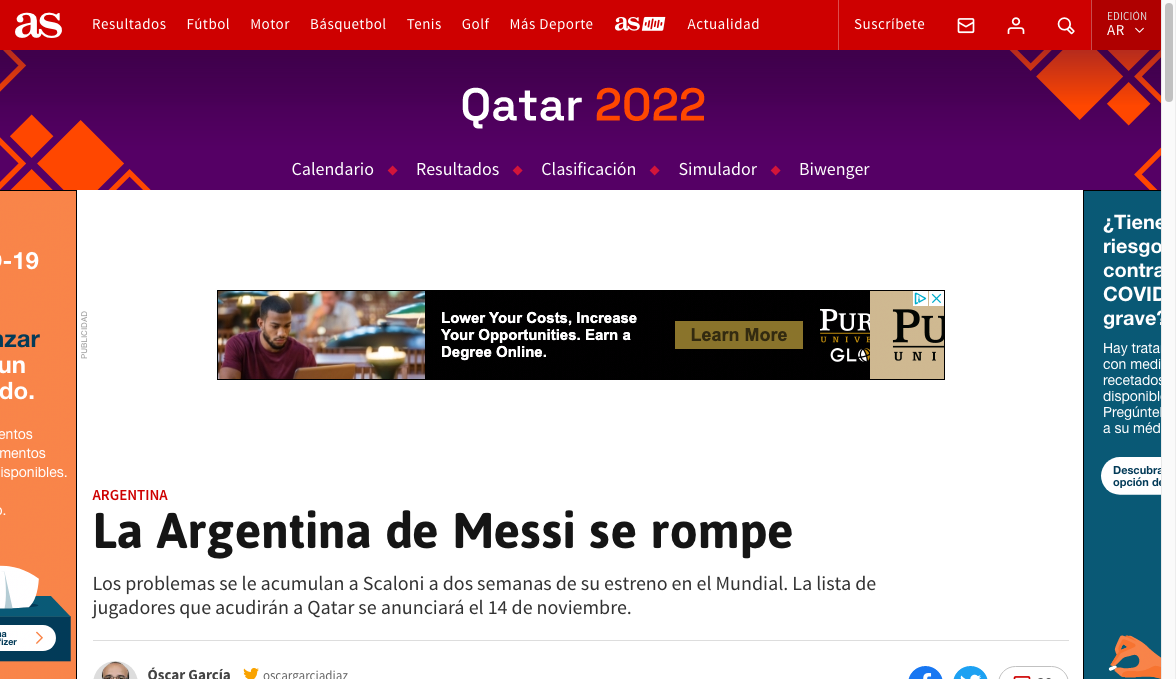 as
Resultados Fútbol Motor Básquetbol Tenis Golf Más Deporte as Actualidad
Suscríbete
EDICIÓN
AR
Qatar 2022
Calendario Resultados Clasificación Simulador Biwenger
-19
azar
un
do.
entos
mentos
isponibles.
PUBLICIDAD
Lower Your Costs, Increase
Your Opportunities. Earn a
Degree Online.
Learn More
PUR
UNIV
GLO
PU
UNI
¿Tiene
riesgo
contra
COVID
grave?
Hay trata
con medi
recetados
disponibl
Pregúnte
a su méd
Descubra
opción de
ARGENTINA
La Argentina de Messi se rompe
Los problemas se le acumulan a Scaloni a dos semanas de su estreno en el Mundial. La lista de
jugadores que acudirán a Qatar se anunciará el 14 de noviembre.
na
fizer
Óscar García oscargarciadiaz